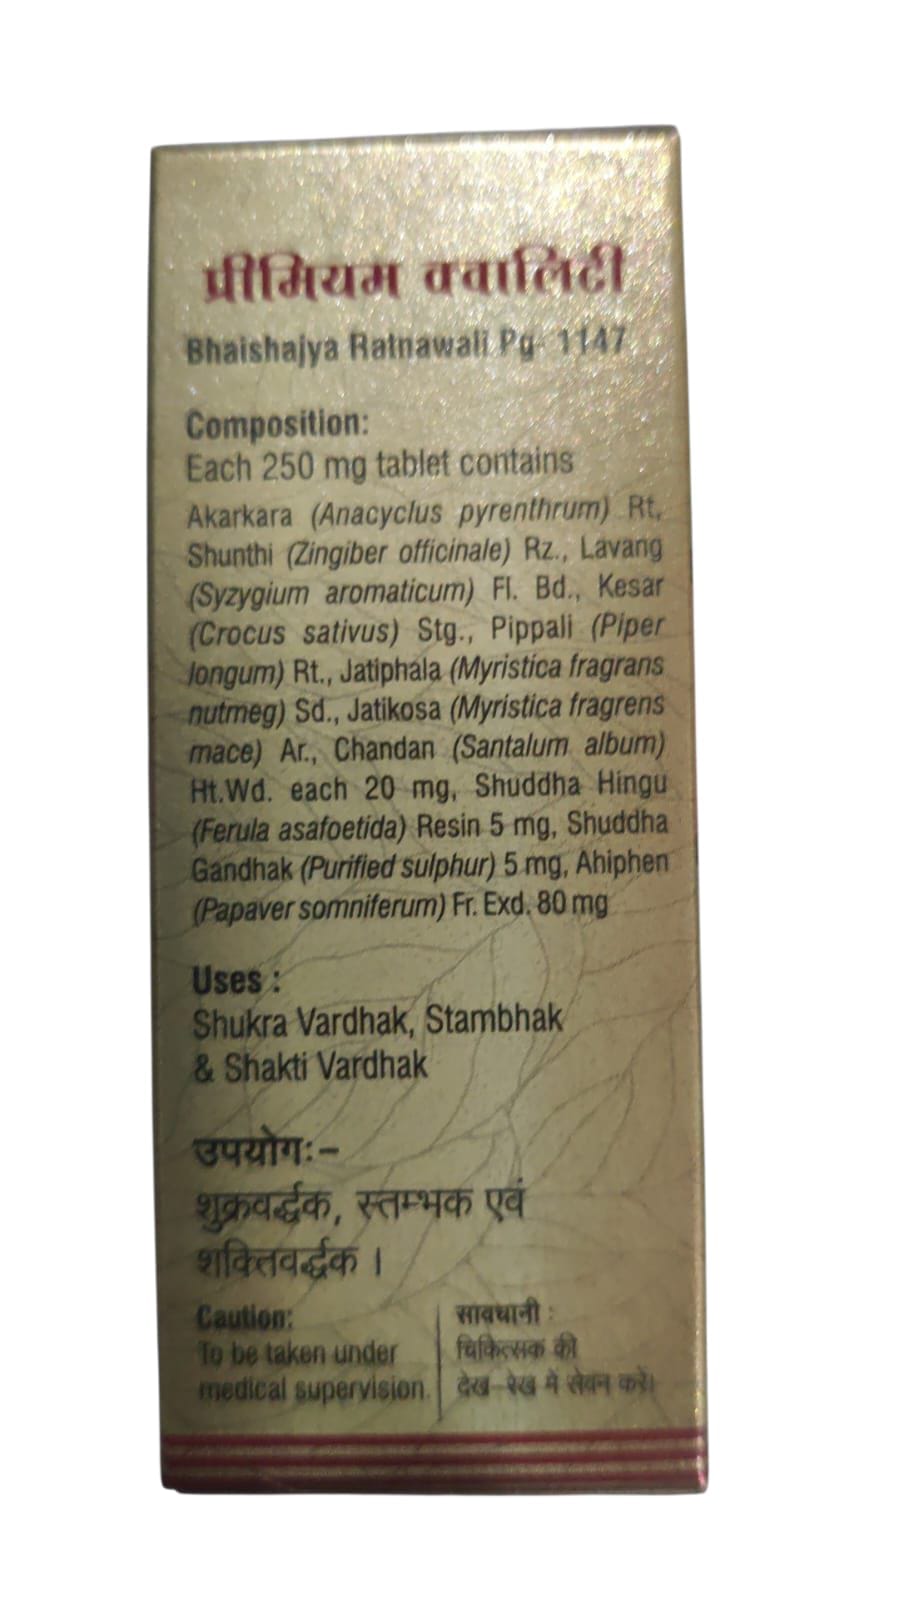 प्रीमियम क्वालिटी
Bhaishajya Ratnawali Pg- 1147
Composition:
Each 250 mg tablet contains
Akarkara (Anacyclus pyrenthrum) Rt,
Shunthi (Zingiber officinale) Rz., Lavang
(Syzygium aromaticum) Fl. Bd., Kesar
(Crocus sativus) Stg., Pippali (Piper
longum) Rt., Jatiphala (Myristica fragrans
nutmeg) Sd., Jatikosa (Myristica fragrens
mace) Ar., Chandan (Santalum album)
Ht.Wd. each 20 mg, Shuddha Hingu
(Ferula asafoetida) Resin 5 mg, Shuddha
Gandhak (Purified sulphur) 5 mg, Ahiphen
(Papaver somniferum) Fr. Exd. 80 mg
Uses :
Shukra Vardhak, Stambhak
& Shakti Vardhak
उपयोगः-
शुक्रवर्द्धक, स्तम्भक एवं
शक्तिवर्द्धक ।
Caution:
To be taken under
medical supervision.
सावधानी :
चिकित्सक की
देख-रेख में सेवन करें।